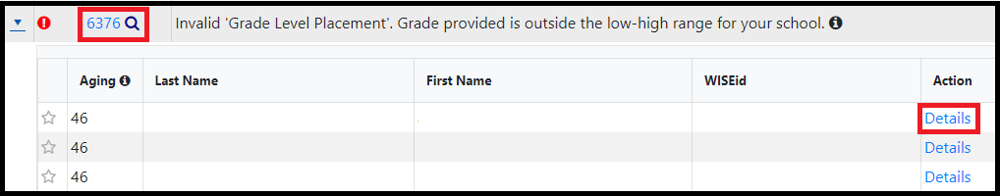 6376 Invalid 'Grade Level Placement'. Grade provided is outside the low-high range for your school.
Aging Last Name First Name WISEid Action
46 Details
46 Details
46 Details